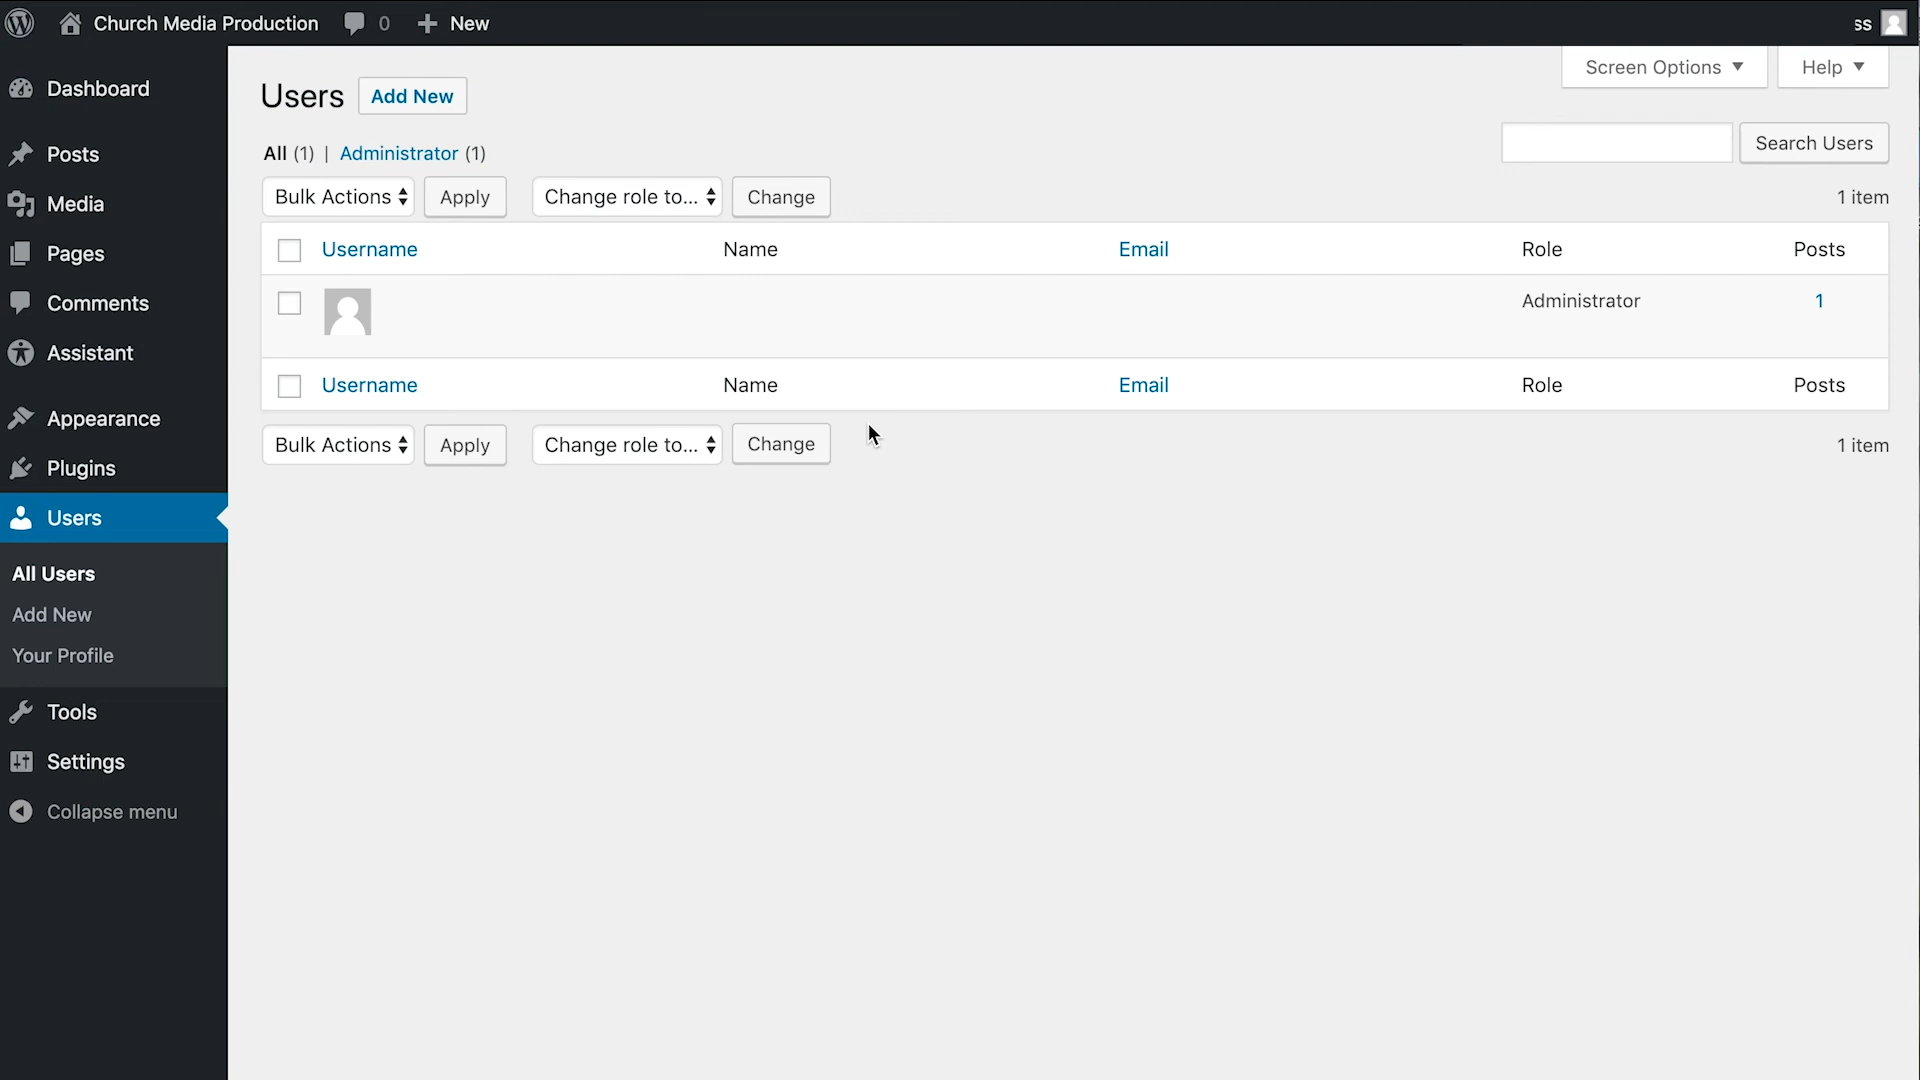 Church Media Production 0 New ss
Screen Options Help
Users Add New
All (1) | Administrator (1)
Search Users
Bulk Actions Apply Change role to... Change 1 item
Username Name Email Role Posts
Administrator 1
Username Name Email Role Posts
Bulk Actions Apply Change role to... Change 1 item
Dashboard
Posts
Media
Pages
Comments
Assistant
Appearance
Plugins
Users
All Users
Add New
Your Profile
Tools
Settings
Collapse menu